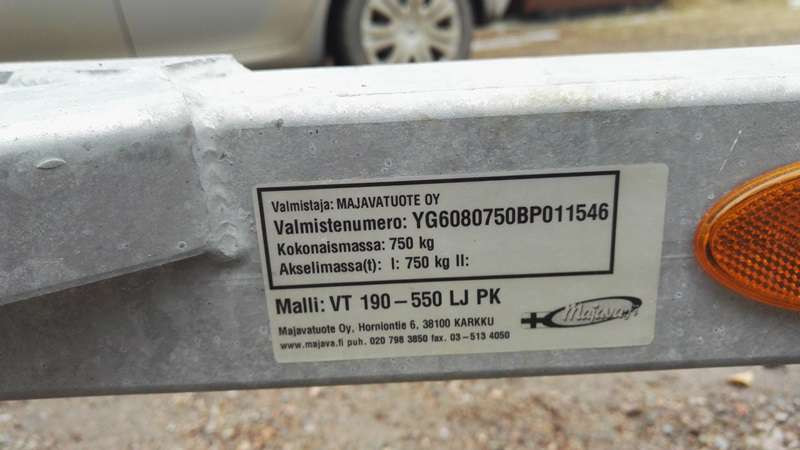 Valmistaja: MAJAVATUOTE OY
Valmistenumero: YG6080750BP011546
Kokonaismassa: 750 kg
Akselimassa(t): I: 750 kg II:
Malli: VT 190-550 LJ PK
Majavatuote Oy, Horniontie 6, 38100 KARKKU
www.majava.fi puh. 020 798 3850 fax. 03-513 4050
Majava.fi